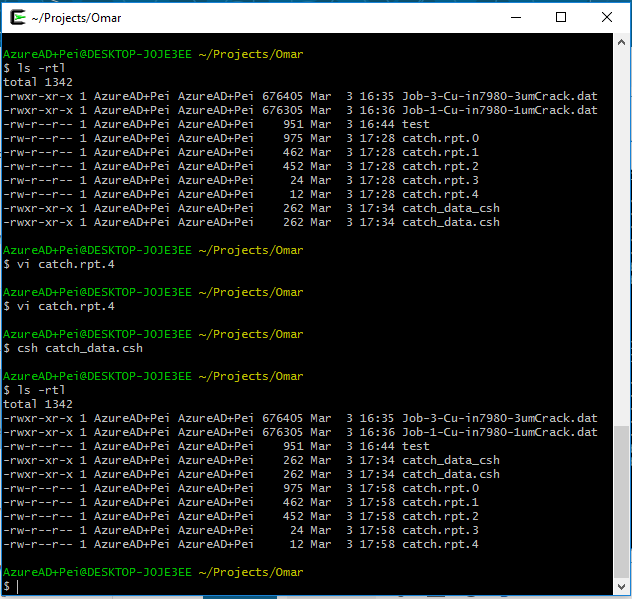 ~/Projects/Omar
AzureAD+Pei@DESKTOP-J0JE3EE ~/Projects/Omar
$ ls -rtl
total 1342
-rwxr-xr-x 1 AzureAD+Pei AzureAD+Pei 676405 Mar  3 16:35 Job-3-Cu-in7980-3umCrack.dat
-rwxr-xr-x 1 AzureAD+Pei AzureAD+Pei 676305 Mar  3 16:36 Job-1-Cu-in7980-1umCrack.dat
-rw-r--r-- 1 AzureAD+Pei AzureAD+Pei    951 Mar  3 16:44 test
-rw-r--r-- 1 AzureAD+Pei AzureAD+Pei    975 Mar  3 17:28 catch.rpt.0
-rw-r--r-- 1 AzureAD+Pei AzureAD+Pei    462 Mar  3 17:28 catch.rpt.1
-rw-r--r-- 1 AzureAD+Pei AzureAD+Pei    452 Mar  3 17:28 catch.rpt.2
-rw-r--r-- 1 AzureAD+Pei AzureAD+Pei     24 Mar  3 17:28 catch.rpt.3
-rw-r--r-- 1 AzureAD+Pei AzureAD+Pei     12 Mar  3 17:28 catch.rpt.4
-rwxr-xr-x 1 AzureAD+Pei AzureAD+Pei    262 Mar  3 17:34 catch_data_csh
-rwxr-xr-x 1 AzureAD+Pei AzureAD+Pei    262 Mar  3 17:34 catch_data.csh
AzureAD+Pei@DESKTOP-J0JE3EE ~/Projects/Omar
$ vi catch.rpt.4
AzureAD+Pei@DESKTOP-J0JE3EE ~/Projects/Omar
$ vi catch.rpt.4
AzureAD+Pei@DESKTOP-J0JE3EE ~/Projects/Omar
$ csh catch_data.csh
AzureAD+Pei@DESKTOP-J0JE3EE ~/Projects/Omar
$ ls -rtl
total 1342
-rwxr-xr-x 1 AzureAD+Pei AzureAD+Pei 676405 Mar  3 16:35 Job-3-Cu-in7980-3umCrack.dat
-rwxr-xr-x 1 AzureAD+Pei AzureAD+Pei 676305 Mar  3 16:36 Job-1-Cu-in7980-1umCrack.dat
-rw-r--r-- 1 AzureAD+Pei AzureAD+Pei    951 Mar  3 16:44 test
-rwxr-xr-x 1 AzureAD+Pei AzureAD+Pei    262 Mar  3 17:34 catch_data_csh
-rwxr-xr-x 1 AzureAD+Pei AzureAD+Pei    262 Mar  3 17:34 catch_data.csh
-rw-r--r-- 1 AzureAD+Pei AzureAD+Pei    975 Mar  3 17:58 catch.rpt.0
-rw-r--r-- 1 AzureAD+Pei AzureAD+Pei    462 Mar  3 17:58 catch.rpt.1
-rw-r--r-- 1 AzureAD+Pei AzureAD+Pei    452 Mar  3 17:58 catch.rpt.2
-rw-r--r-- 1 AzureAD+Pei AzureAD+Pei     24 Mar  3 17:58 catch.rpt.3
-rw-r--r-- 1 AzureAD+Pei AzureAD+Pei     12 Mar  3 17:58 catch.rpt.4
AzureAD+Pei@DESKTOP-J0JE3EE ~/Projects/Omar
$